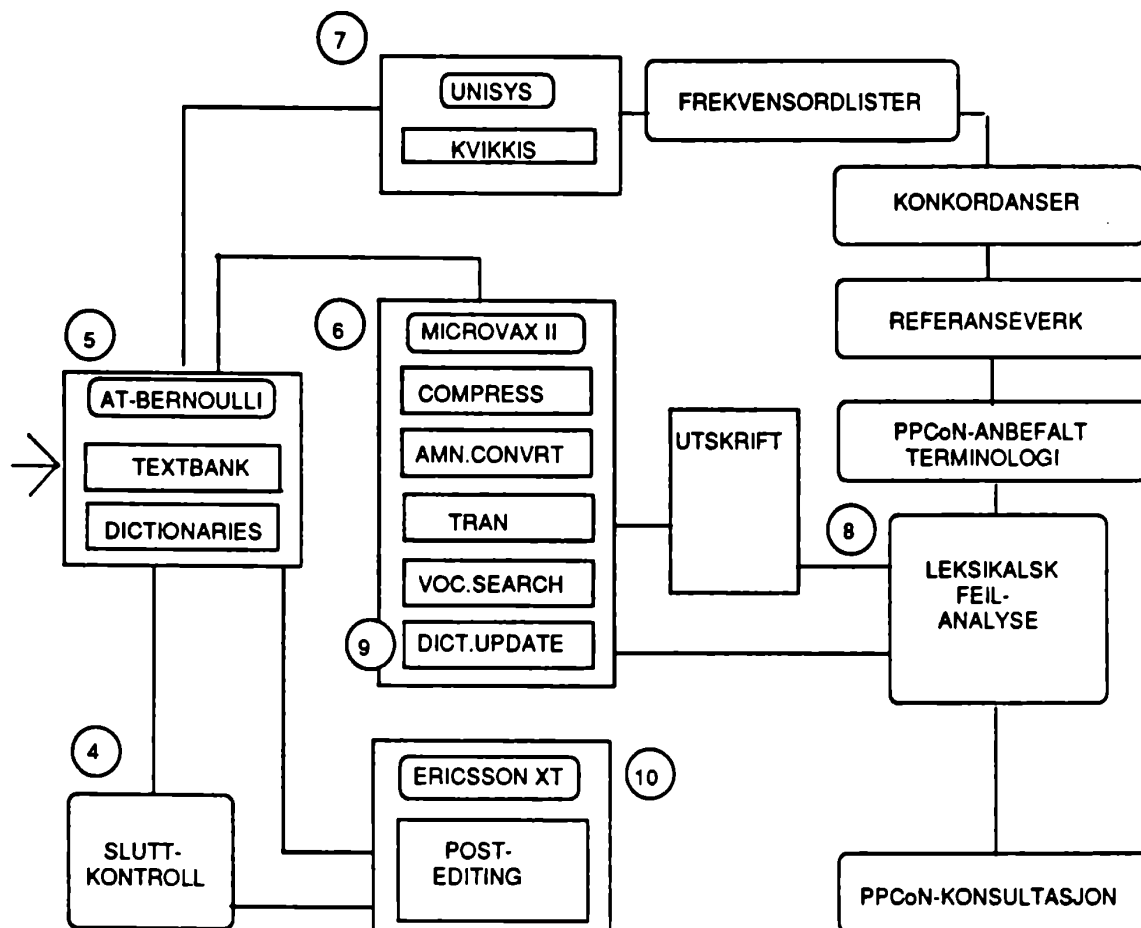 7
UNISYS
KVIKKIS
FREKVENSORDLISTER
KONKORDANSER
REFERANSEVERK
PPCoN-ANBEFALT
TERMINOLOGI
5
AT-BERNOULLI
TEXTBANK
DICTIONARIES
6
MICROVAX II
COMPRESS
AMN.CONVRT
TRAN
VOC.SEARCH
9
DICT.UPDATE
UTSKRIFT
8
LEKSIKALSK
FEIL-
ANALYSE
4
SLUTT-
KONTROLL
ERICSSON XT
POST-
EDITING
10
PPCoN-KONSULTASJON